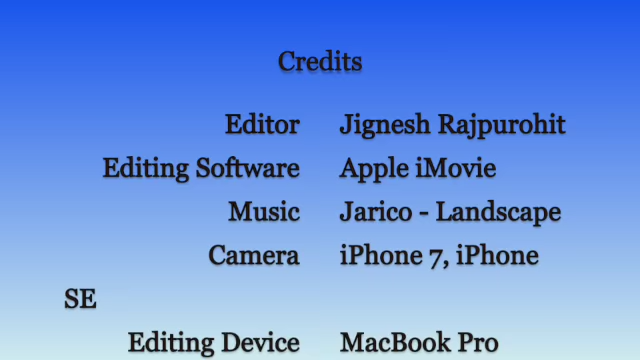 Credits
Editor Jignesh Rajpurohit
Editing Software Apple iMovie
Music Jarico - Landscape
Camera iPhone 7, iPhone
SE
Editing Device MacBook Pro